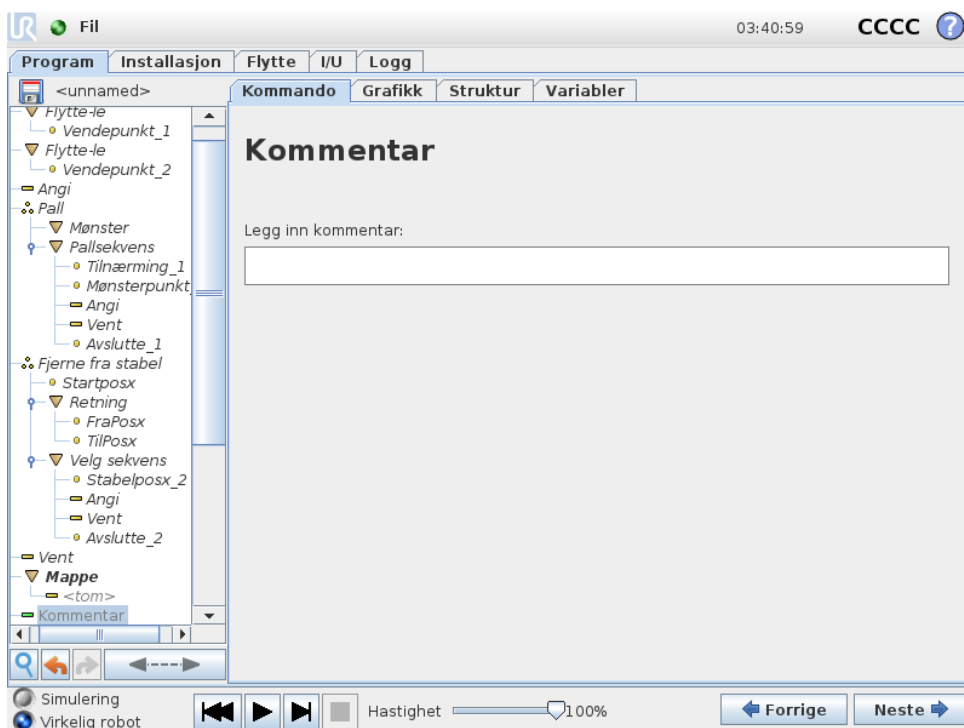 Fil
03:40:59
CCCC
?
Program Installasjon Flytte I/U Logg
<unnamed>
Kommando Grafikk Struktur Variabler
Flytte-le
Vendepunkt_1
Flytte-le
Vendepunkt_2
Angi
Pall
Mønster
Pallsekvens
Tilnærming_1
Mønsterpunkt_
Angi
Vent
Avslutte_1
Fjerne fra stabel
Startposx
Retning
FraPosx
TilPosx
Velg sekvens
Stabelposx_2
Angi
Vent
Avslutte_2
Vent
Mappe
<tom>
Kommentar
Kommentar
Legg inn kommentar:
Simulering
Virkelig robot
Hastighet
100%
Forrige
Neste